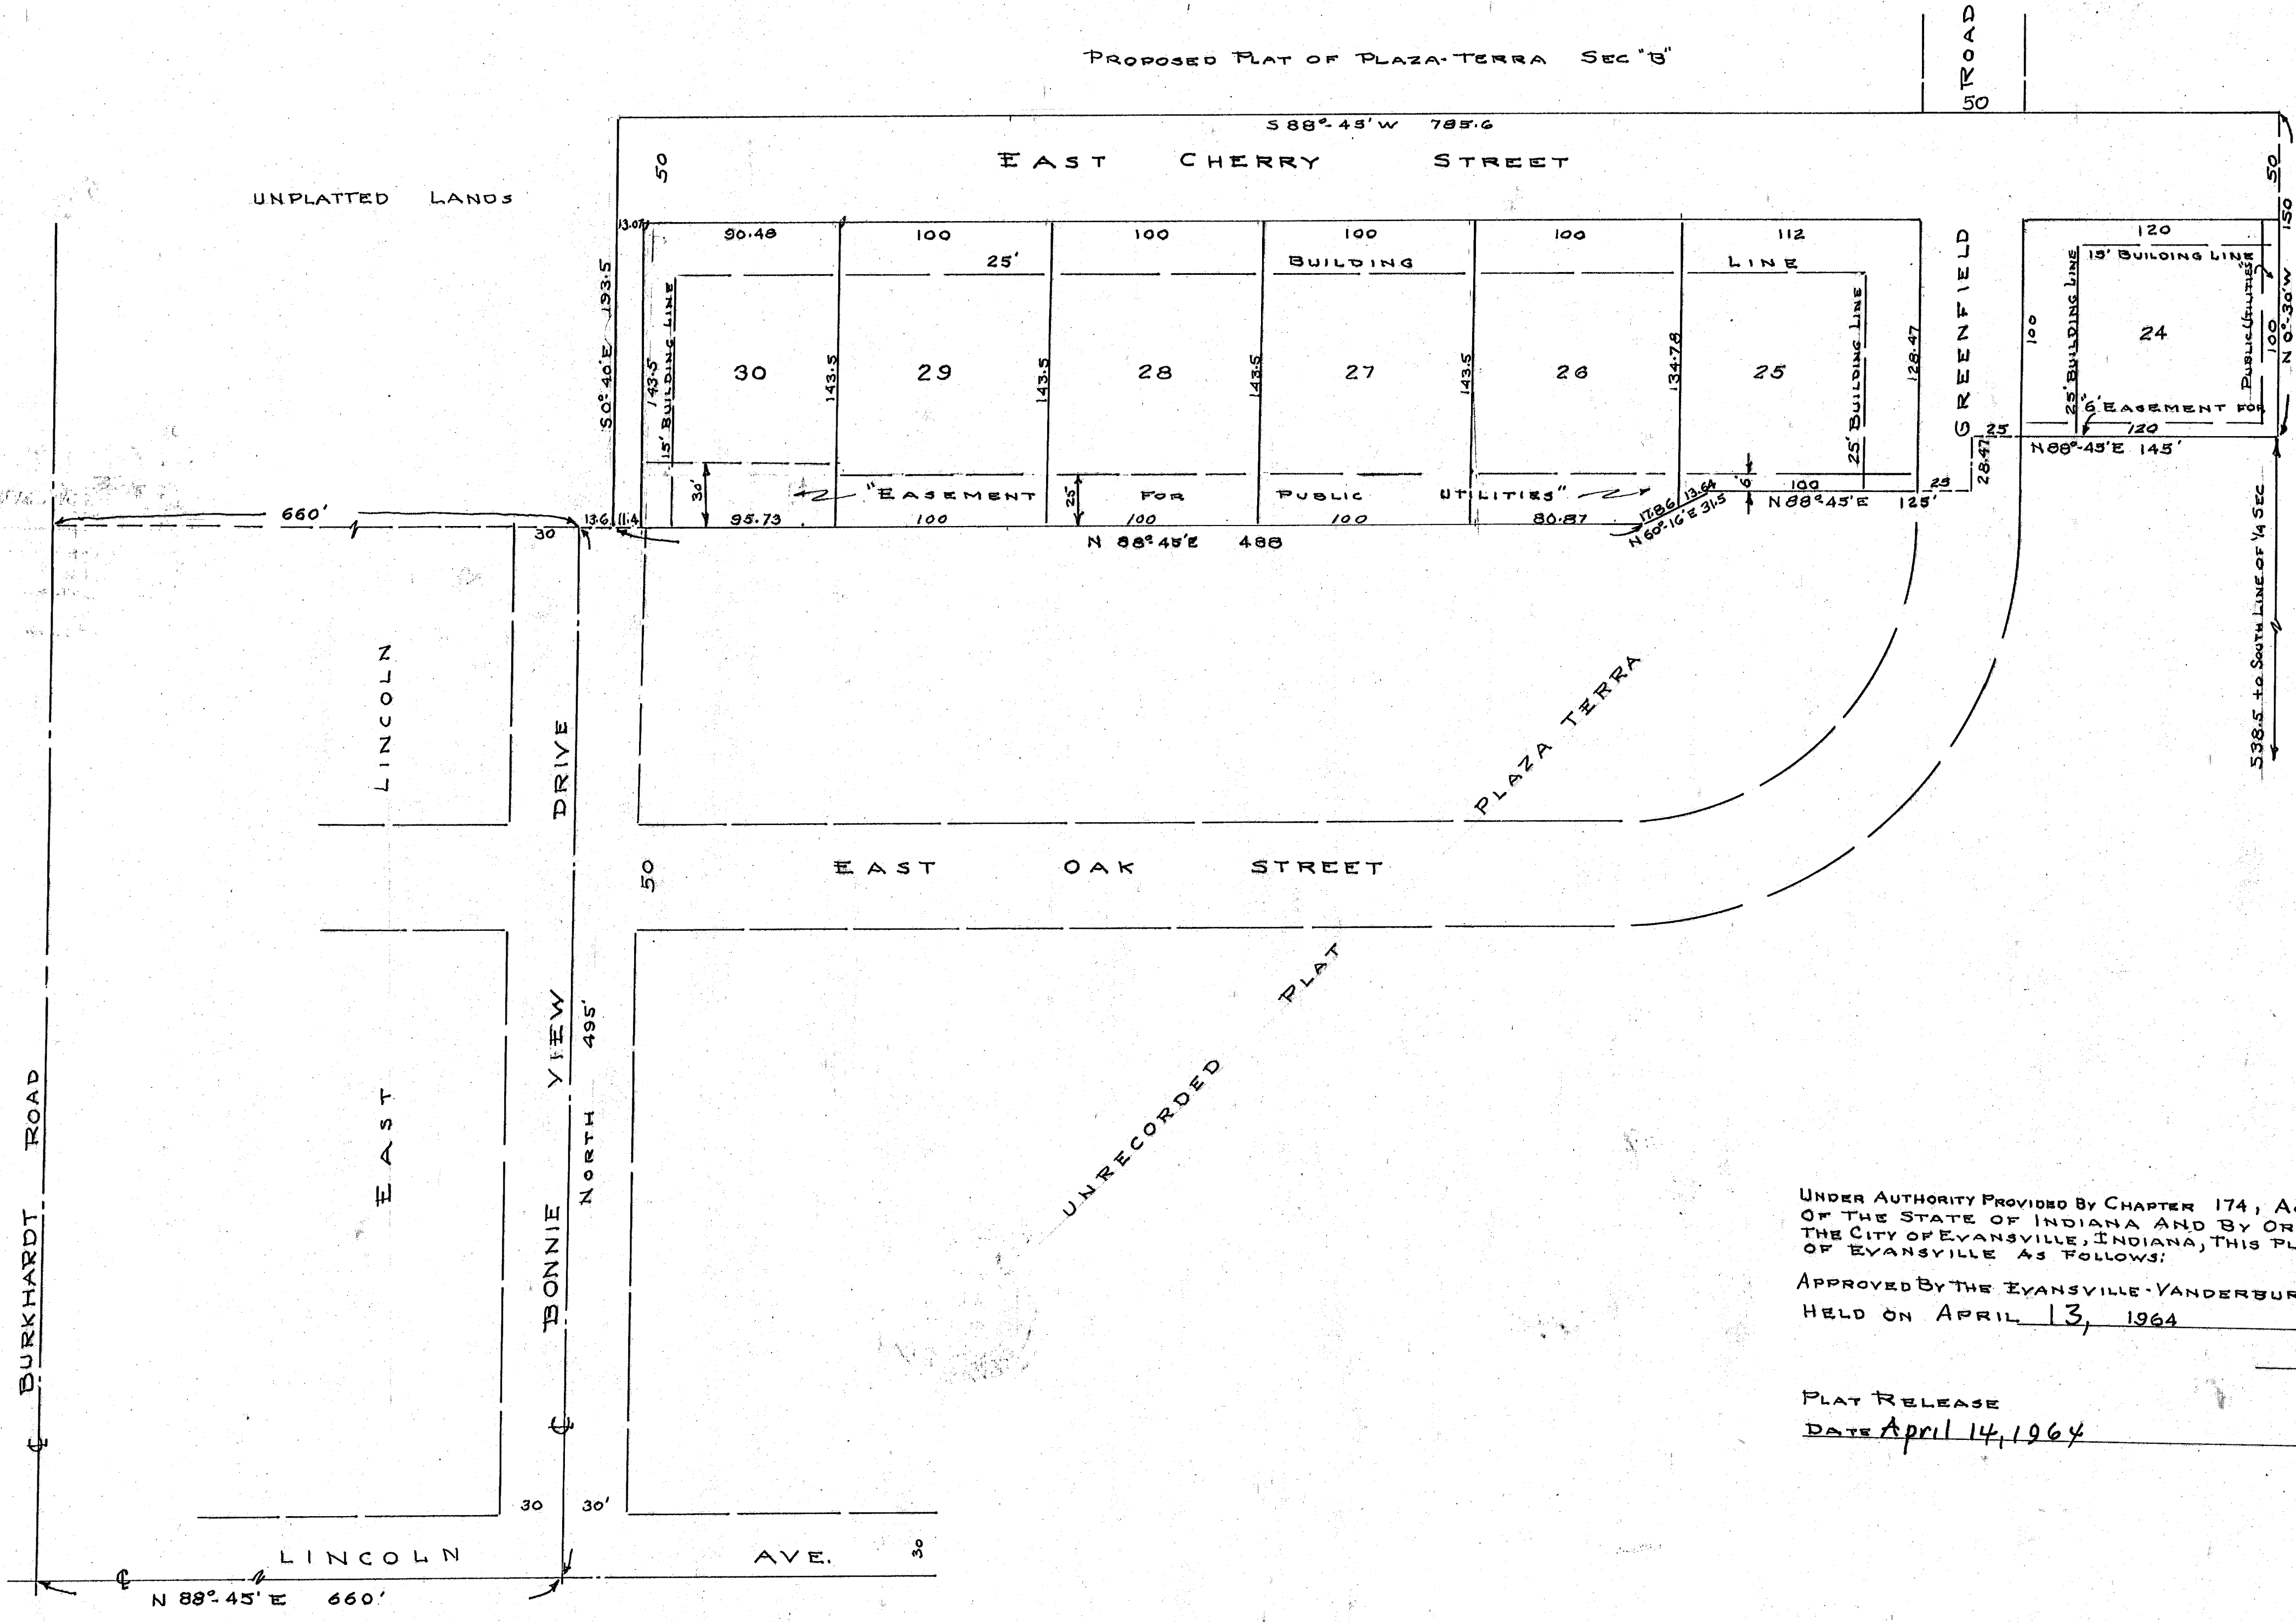 PROPOSED PLAT OF PLAZA-TERRA SEC "B"
ROAD
50
S 88°-45' W 785.6
50
EAST CHERRY STREET
50
UNPLATTED LANDS
13.07
90.48
100
100
100
100
112
120
150
25' BUILDING LINE
15' BUILDING LINE
S 0°-40' E 193.5
143.5
15' BUILDING LINE
30
143.5
29
143.5
28
143.5
27
143.5
26
134.78
25
25' BUILDING LINE
128.47
GREENFIELD
100
25' BUILDING LINE
24
PUBLIC UTILITIES"
100
N 0°-30' W
"6' EASEMENT FOR
120
25
N 88°-45' E 145'
28.47
30'
"EASEMENT FOR PUBLIC UTILITIES"
25'
6'
100
25
N 88°45' E 125'
17.86
13.64
N 60°-16' E 31.5
660'
30
13.6
11.4
95.73
100
100
100
80.87
N 88°45' E 488
538.5 to SOUTH LINE OF 1/4 SEC
LINCOLN
DRIVE
PLAZA TERRA
50
EAST OAK STREET
PLAT
VIEW
NORTH 495'
UNRECORDED
EAST
BONNIE
BURKHARDT ROAD
UNDER AUTHORITY PROVIDED BY CHAPTER 174,
OF THE STATE OF INDIANA AND BY OR
THE CITY OF EVANSVILLE, INDIANA, THIS PL
OF EVANSVILLE AS FOLLOWS:
APPROVED BY THE EVANSVILLE-VANDERBUR
HELD ON APRIL 13, 1964
PLAT RELEASE
DATE April 14, 1964
30
30'
LINCOLN AVE.
30
N 88°-45' E 660'